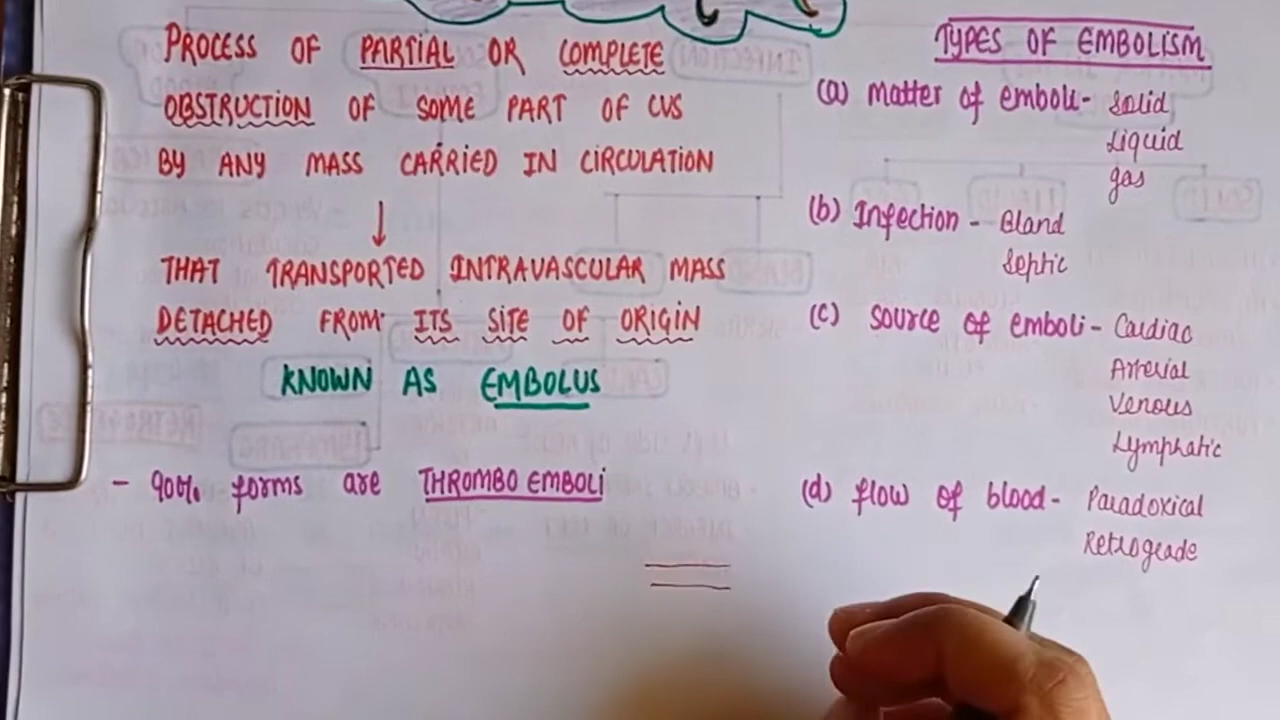 PROCESS OF PARTIAL OR COMPLETE
OBSTRUCTION OF SOME PART OF CVS
BY ANY MASS CARRIED IN CIRCULATION
↓
THAT TRANSPORTED INTRAVASCULAR MASS
DETACHED FROM ITS SITE OF ORIGIN
KNOWN AS EMBOLUS
- 90% forms are THROMBO EMBOLI
TYPES OF EMBOLISM
(a) matter of emboli - Solid
Liquid
gas
(b) Infection - Bland
Septic
(c) source of emboli - Cardiac
Arterial
Venous
Lymphatic
(d) flow of blood - Paradoxical
Retrograde